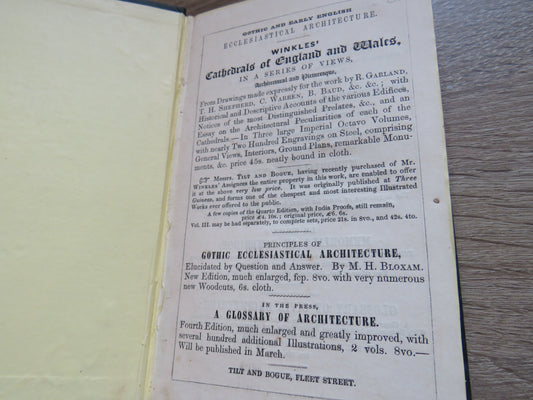 GOTHIC AND EARLY ENGLISH
ECCLESIASTICAL ARCHITECTURE.
WINKLES'
Cathedrals of England and Wales,
IN A SERIES OF VIEWS,
Architectural and Picturesque,
From Drawings made expressly for the work by R. GARLAND,
T. H. SHEPHERD, C. WARREN, B. BAUD, &c. &c.; with
Historical and Descriptive Accounts of the various Edifices,
Notices of the most Distinguished Prelates, &c., and an
Essay on the Architectural Peculiarities of each of the
Cathedrals.—In Three large Imperial Octavo Volumes,
with nearly Two Hundred Engravings on Steel, comprising
General Views, Interiors, Ground Plans, remarkable Monu-
ments, &c. price 45s. neatly bound in cloth.
☞ Messrs. TILT AND BOGUE, having recently purchased of Mr.
WINKLES' Assignees the entire property in this work, are enabled to offer
it at the above very low price. It was originally published at Three
Guineas, and forms one of the cheapest and most interesting Illustrated
Works ever offered to the public.
A few copies of the Quarto Edition, with India Proofs, still remain,
price £4. 10s.; original price, £6. 6s.
Vol. III. may be had separately, to complete sets, price 21s. in 8vo., and 42s. 4to.
PRINCIPLES OF
GOTHIC ECCLESIASTICAL ARCHITECTURE,
Elucidated by Question and Answer. By M. H. BLOXAM.
New Edition, much enlarged, fcp. 8vo. with very numerous
new Woodcuts, 6s. cloth.
IN THE PRESS,
A GLOSSARY OF ARCHITECTURE.
Fourth Edition, much enlarged and greatly improved, with
several hundred additional Illustrations, 2 vols. 8vo.—
Will be published in March.
TILT AND BOGUE, FLEET STREET.